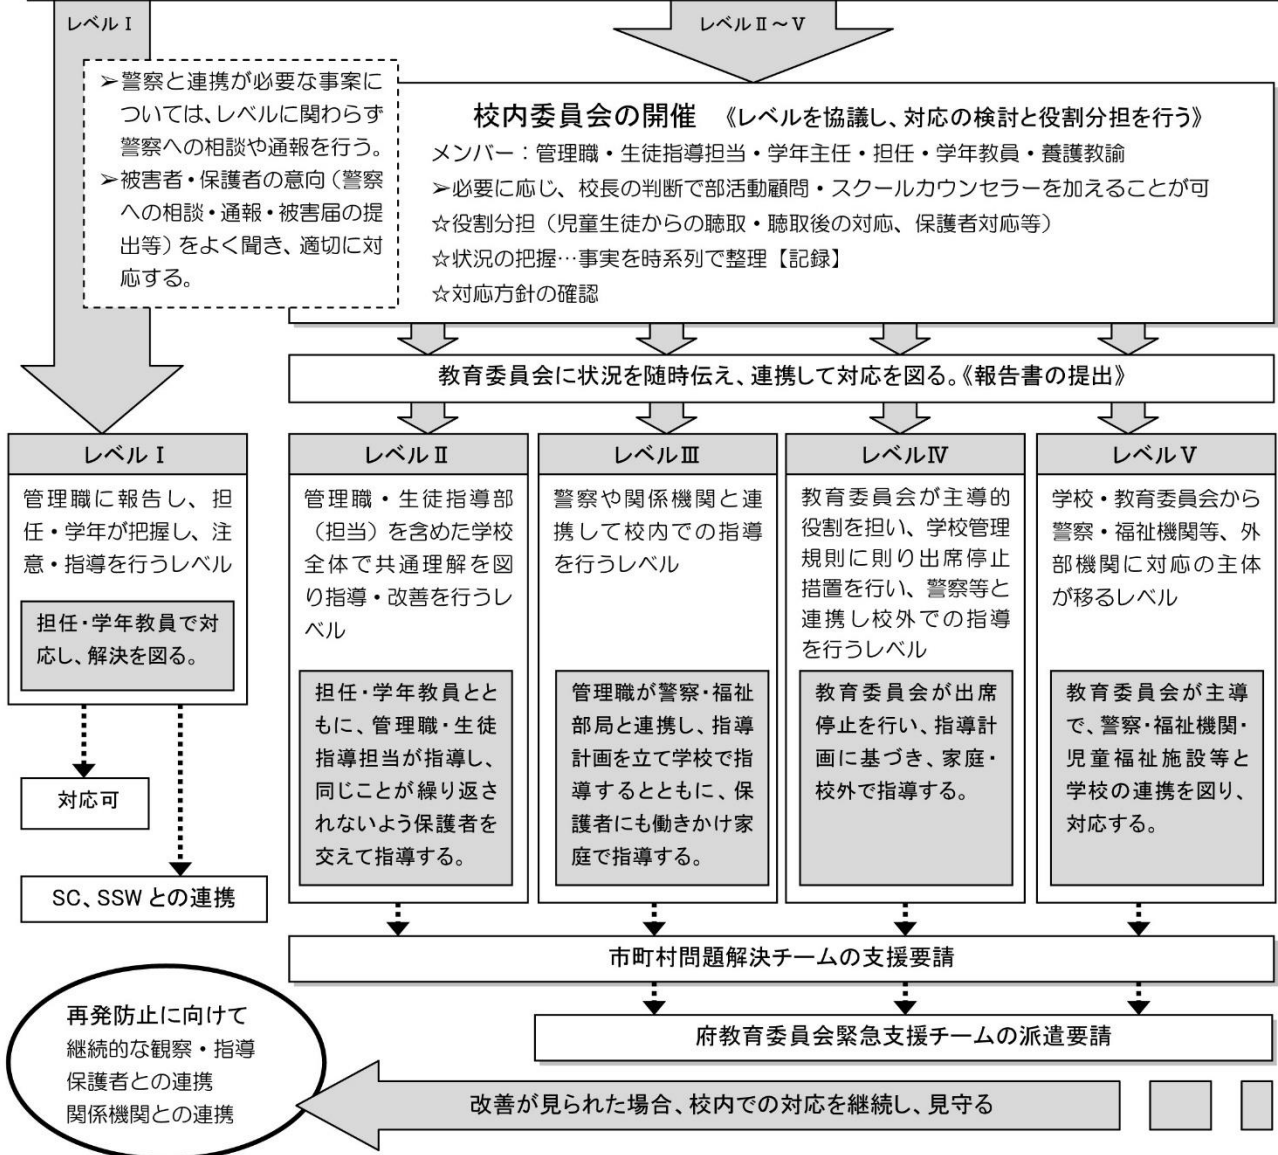 レベルⅠ
レベルⅡ～Ⅴ
➢警察と連携が必要な事案に
ついては、レベルに関わらず
警察への相談や通報を行う。
➢被害者・保護者の意向（警察
への相談・通報・被害届の提
出等）をよく聞き、適切に対
応する。
校内委員会の開催　《レベルを協議し、対応の検討と役割分担を行う》
メンバー：管理職・生徒指導担当・学年主任・担任・学年教員・養護教諭
➢必要に応じ、校長の判断で部活動顧問・スクールカウンセラーを加えることが可
☆役割分担（児童生徒からの聴取・聴取後の対応、保護者対応等）
☆状況の把握…事実を時系列で整理【記録】
☆対応方針の確認
教育委員会に状況を随時伝え、連携して対応を図る。《報告書の提出》
レベルⅠ
管理職に報告し、担
任・学年が把握し、注
意・指導を行うレベル
担任・学年教員で対
応し、解決を図る。
対応可
SC、SSWとの連携
レベルⅡ
管理職・生徒指導部
（担当）を含めた学校
全体で共通理解を図
り指導・改善を行うレ
ベル
担任・学年教員とと
もに、管理職・生徒
指導担当が指導し、
同じことが繰り返さ
れないよう保護者を
交えて指導する。
レベルⅢ
警察や関係機関と連
携して校内での指導
を行うレベル
管理職が警察・福祉
部局と連携し、指導
計画を立て学校で指
導するとともに、保
護者にも働きかけ家
庭で指導する。
レベルⅣ
教育委員会が主導的
役割を担い、学校管理
規則に則り出席停止
措置を行い、警察等と
連携し校外での指導
を行うレベル
教育委員会が出席
停止を行い、指導計
画に基づき、家庭・
校外で指導する。
レベルⅤ
学校・教育委員会から
警察・福祉機関等、外
部機関に対応の主体
が移るレベル
教育委員会が主導
で、警察・福祉機関・
児童福祉施設等と
学校の連携を図り、
対応する。
市町村問題解決チームの支援要請
府教育委員会緊急支援チームの派遣要請
再発防止に向けて
継続的な観察・指導
保護者との連携
関係機関との連携
改善が見られた場合、校内での対応を継続し、見守る